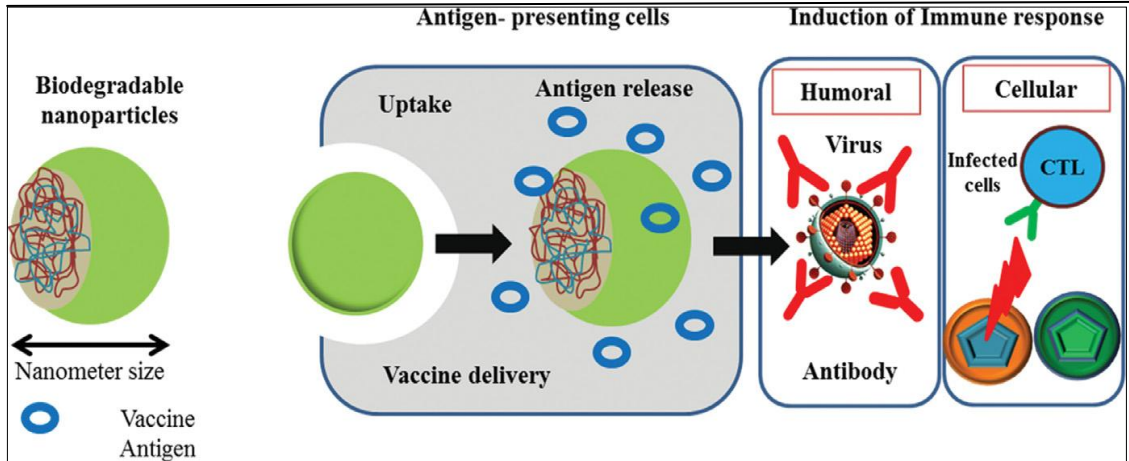 Antigen- presenting cells
Induction of Immune response
Biodegradable
nanoparticles
Nanometer size
Vaccine
Antigen
Uptake
Antigen release
Vaccine delivery
Humoral
Virus
Antibody
Cellular
Infected
cells
CTL